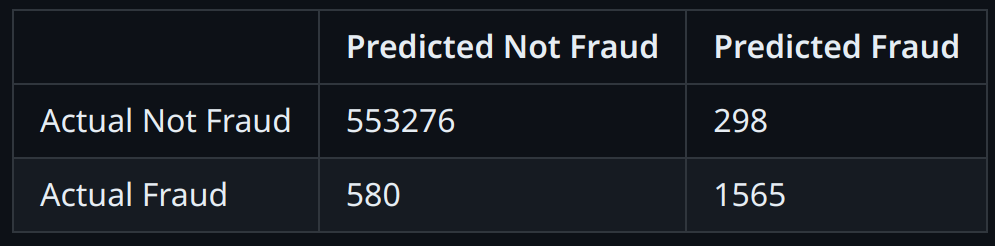 Predicted Not Fraud Predicted Fraud
Actual Not Fraud 553276 298
Actual Fraud 580 1565